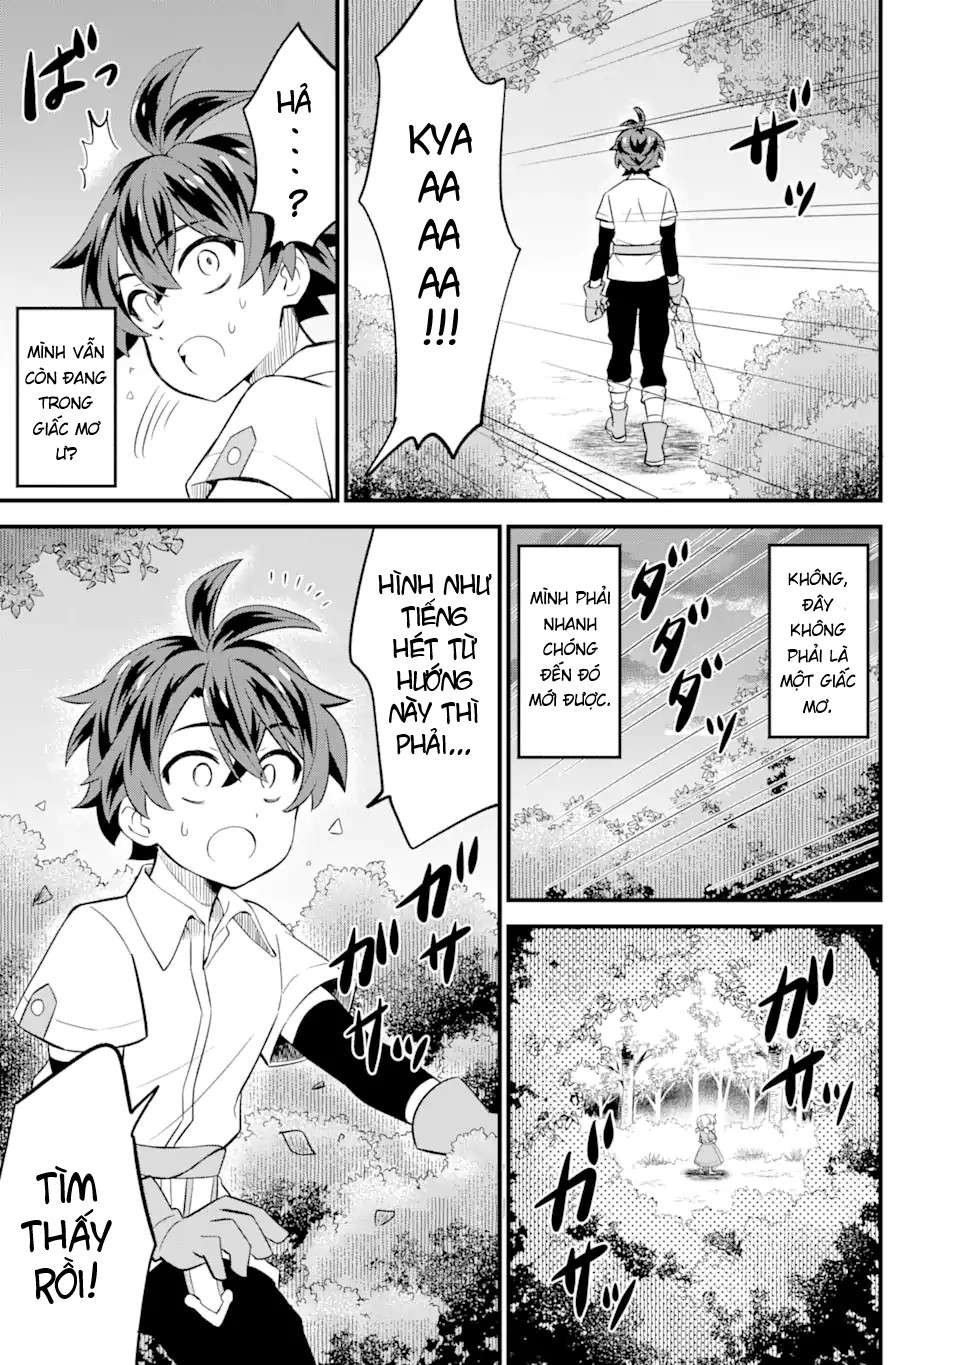 ザッ
KYA
AA
AA
AA
!!!
ばっ
HẢ
.
.
.
.
?
MÌNH VẪN
CÒN ĐANG
TRONG
GIẤC MƠ
Ư?
KHÔNG,
ĐÂY
KHÔNG
PHẢI LÀ
MỘT GIẤC
MƠ.
ダダダッ
MÌNH PHẢI
NHANH
CHÓNG
ĐẾN ĐÓ
MỚI ĐƯỢC.
HÌNH NHƯ
TIẾNG
HÉT TỪ
HƯỚNG
NÀY THÌ
PHẢI...
ガサ
ガサッ
ガサ
ガサッ
TÌM
THẤY
RỒI!